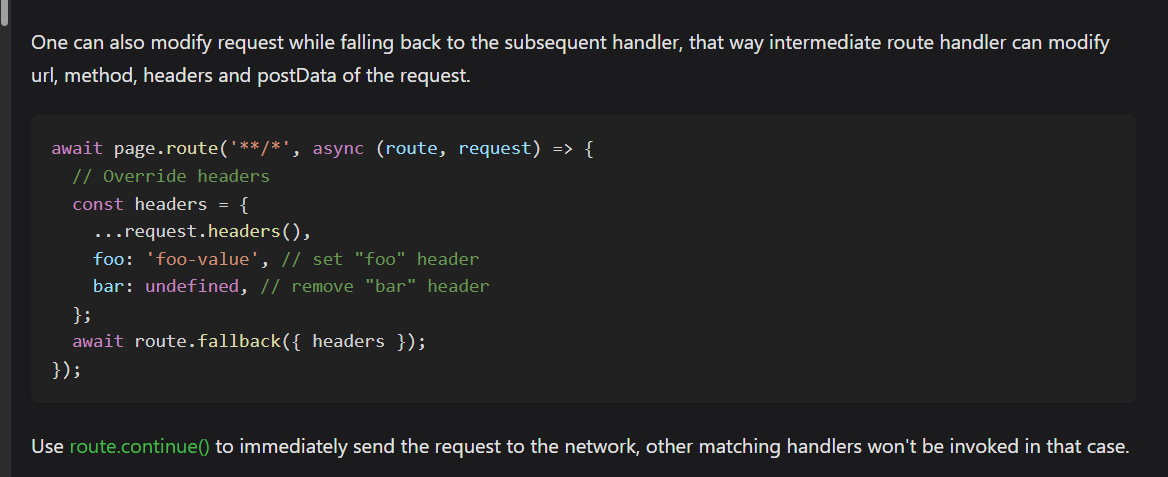 One can also modify request while falling back to the subsequent handler, that way intermediate route handler can modify
url, method, headers and postData of the request.
await page.route('**/*', async (route, request) => {
  // Override headers
  const headers = {
    ...request.headers(),
    foo: 'foo-value', // set "foo" header
    bar: undefined, // remove "bar" header
  };
  await route.fallback({ headers });
});
Use route.continue() to immediately send the request to the network, other matching handlers won't be invoked in that case.